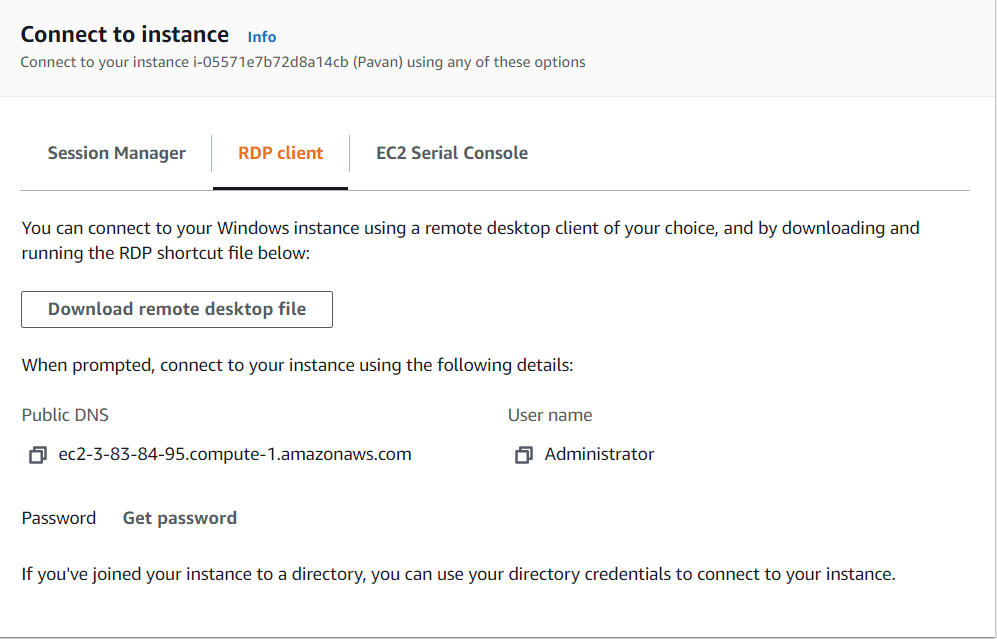 Connect to instance Info
Connect to your instance i-05571e7b72d8a14cb (Pavan) using any of these options
Session Manager RDP client EC2 Serial Console
You can connect to your Windows instance using a remote desktop client of your choice, and by downloading and
running the RDP shortcut file below:
Download remote desktop file
When prompted, connect to your instance using the following details:
Public DNS User name
ec2-3-83-84-95.compute-1.amazonaws.com Administrator
Password Get password
If you've joined your instance to a directory, you can use your directory credentials to connect to your instance.